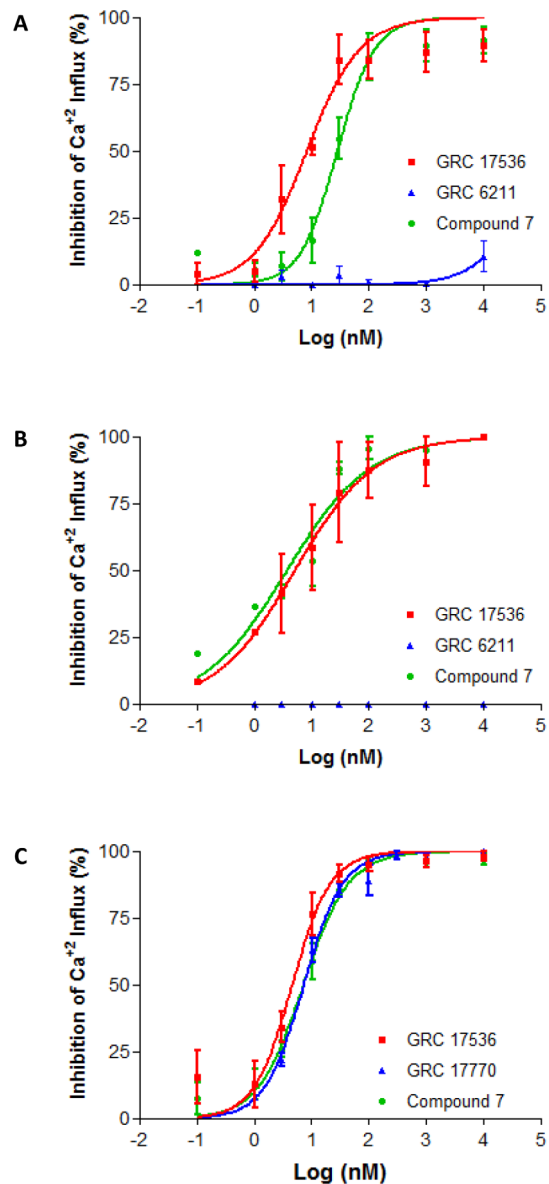 A
Inhibition of Ca+2 Influx (%)
100
75
50
25
0
-2
-1
0
1
2
3
4
5
Log (nM)
GRC 17536
GRC 6211
Compound 7
B
Inhibition of Ca+2 Influx (%)
100
75
50
25
0
-2
-1
0
1
2
3
4
5
Log (nM)
GRC 17536
GRC 6211
Compound 7
C
Inhibition of Ca+2 Influx (%)
100
75
50
25
0
-2
-1
0
1
2
3
4
5
Log (nM)
GRC 17536
GRC 17770
Compound 7